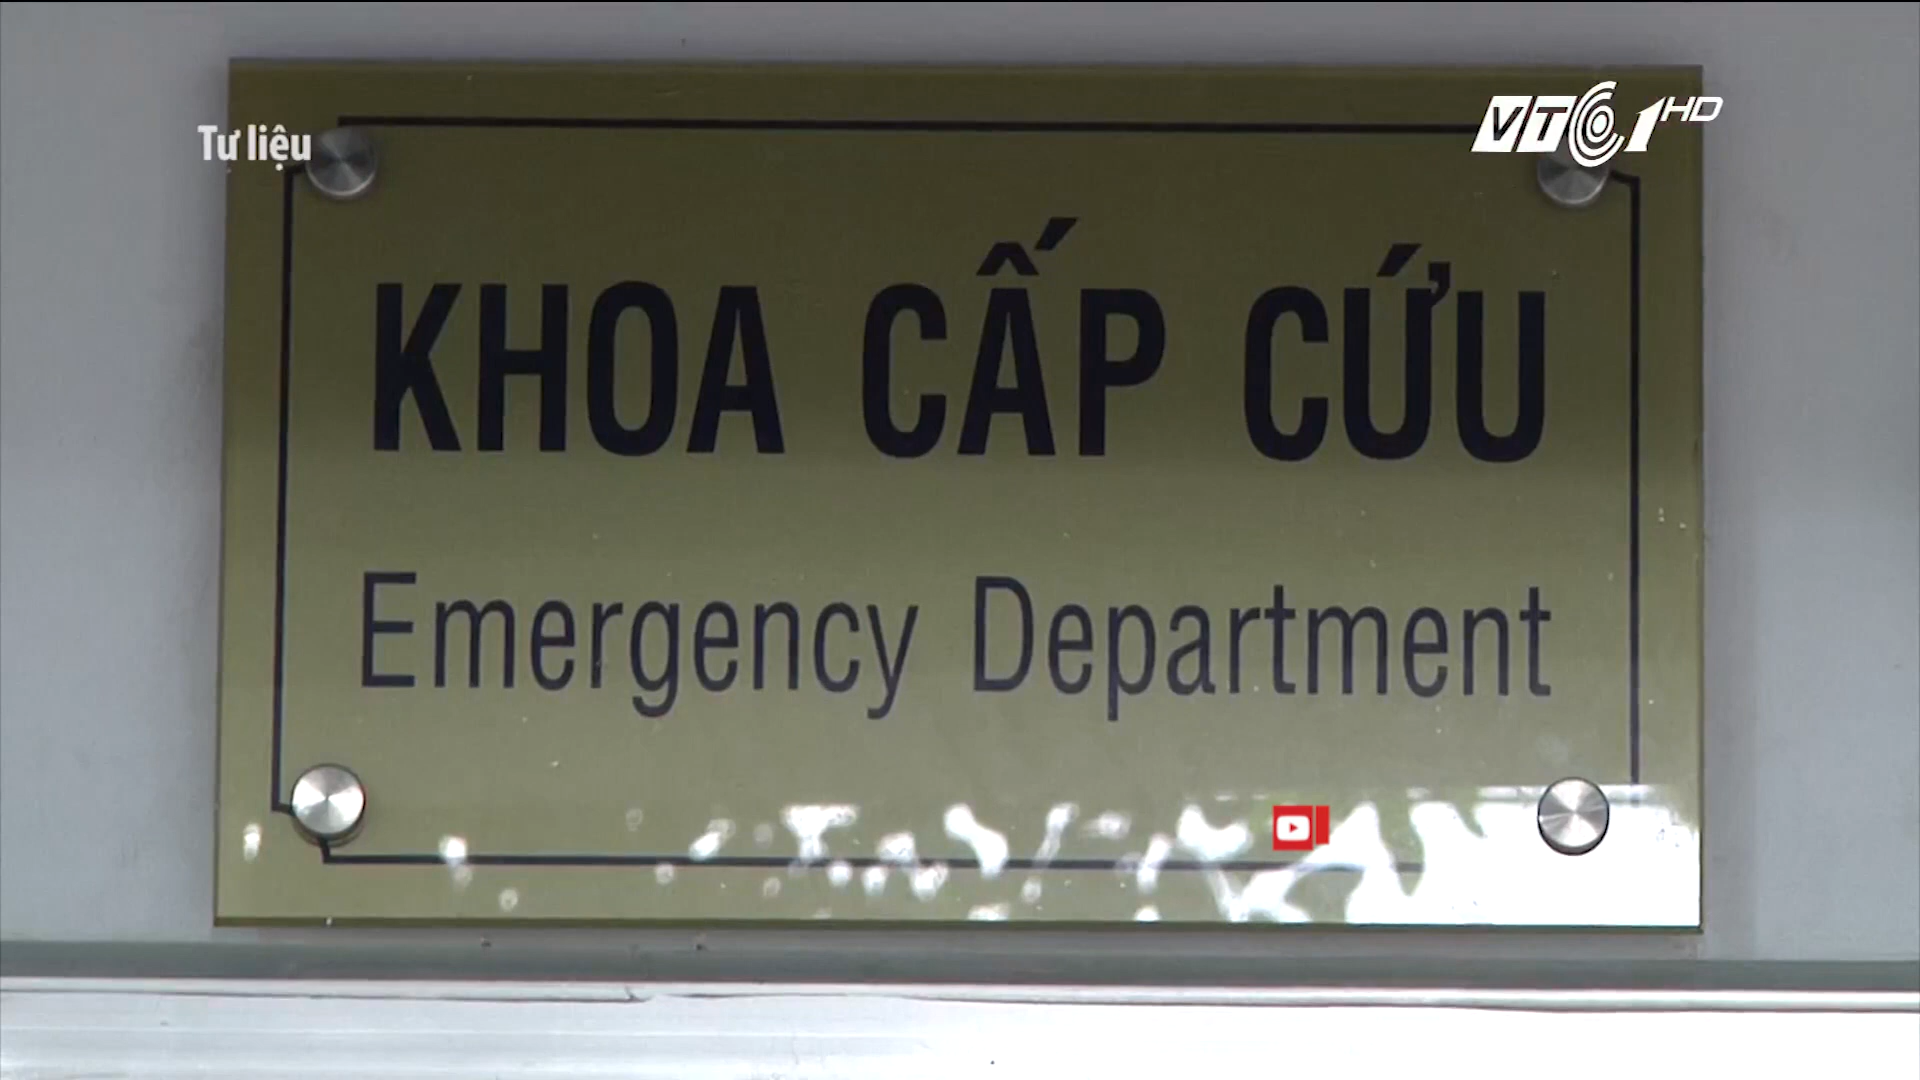 Tư liệu
VTC1 HD
KHOA CẤP CỨU
Emergency Department